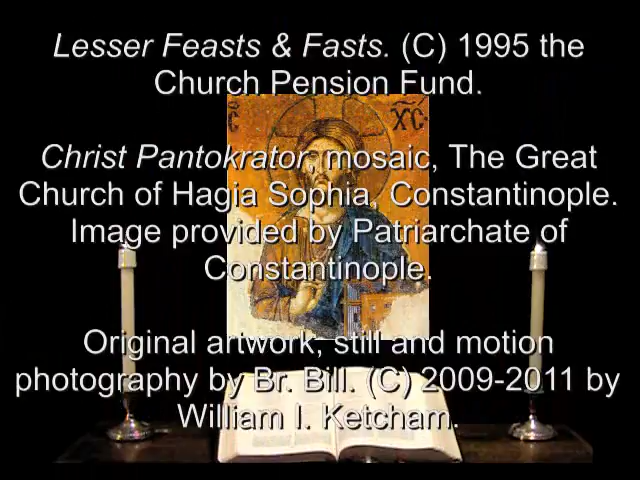 Lesser Feasts & Fasts. (C) 1995 the
Church Pension Fund.
Christ Pantokrator, mosaic, The Great
Church of Hagia Sophia, Constantinople.
Image provided by Patriarchate of
Constantinople.
Original artwork, still and motion
photography by Br. Bill. (C) 2009-2011 by
William I. Ketcham.